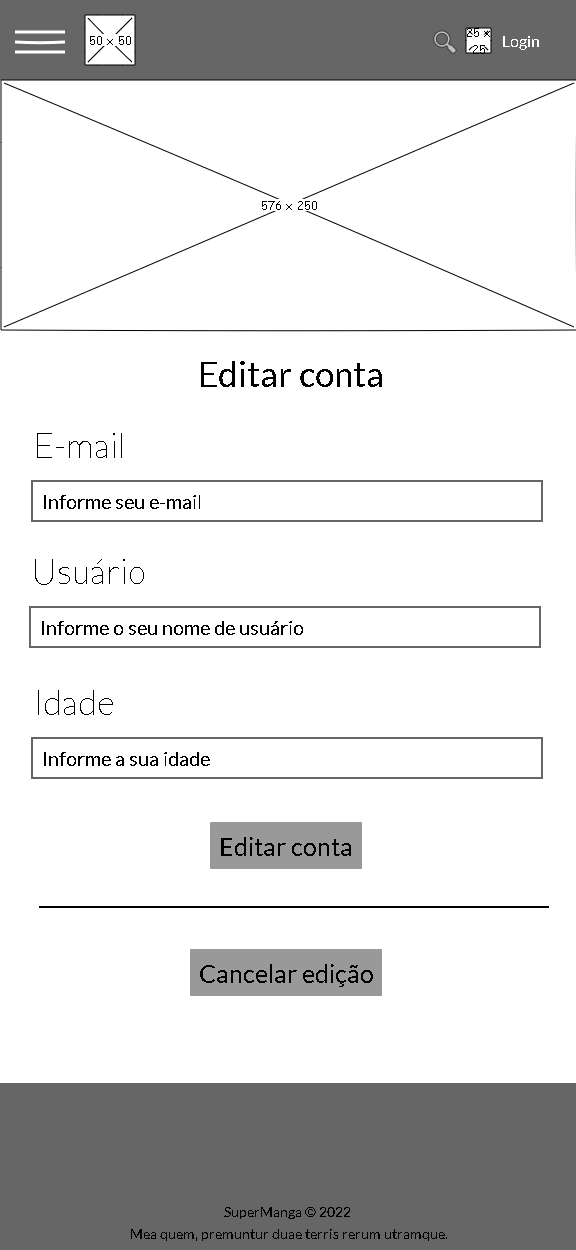 50 x 50
25 x
25
Login
576 x 250
Editar conta
E-mail
Informe seu e-mail
Usuário
Informe o seu nome de usuário
Idade
Informe a sua idade
Editar conta
Cancelar edição
SuperManga © 2022
Mea quem, premuntur duae terris rerum utramque.